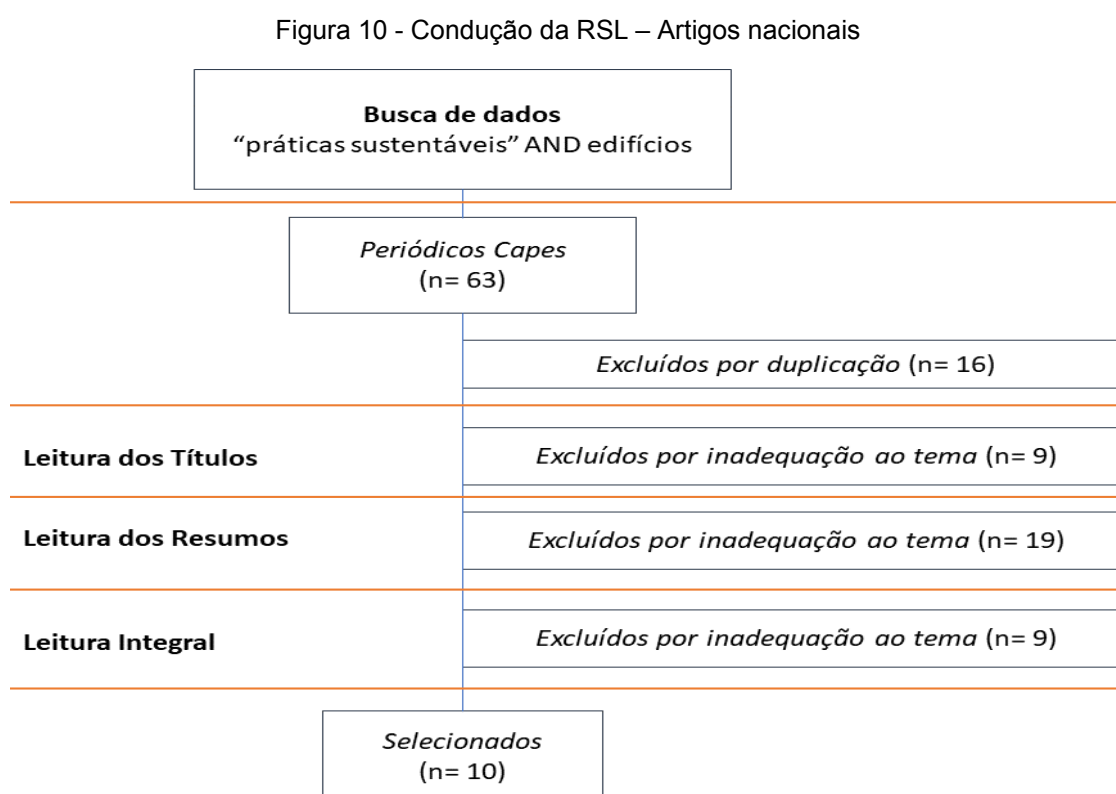 Figura 10 - Condução da RSL – Artigos nacionais
Busca de dados
“práticas sustentáveis” AND edifícios
Periódicos Capes
(n= 63)
Excluídos por duplicação (n= 16)
Leitura dos Títulos
Excluídos por inadequação ao tema (n= 9)
Leitura dos Resumos
Excluídos por inadequação ao tema (n= 19)
Leitura Integral
Excluídos por inadequação ao tema (n= 9)
Selecionados
(n= 10)